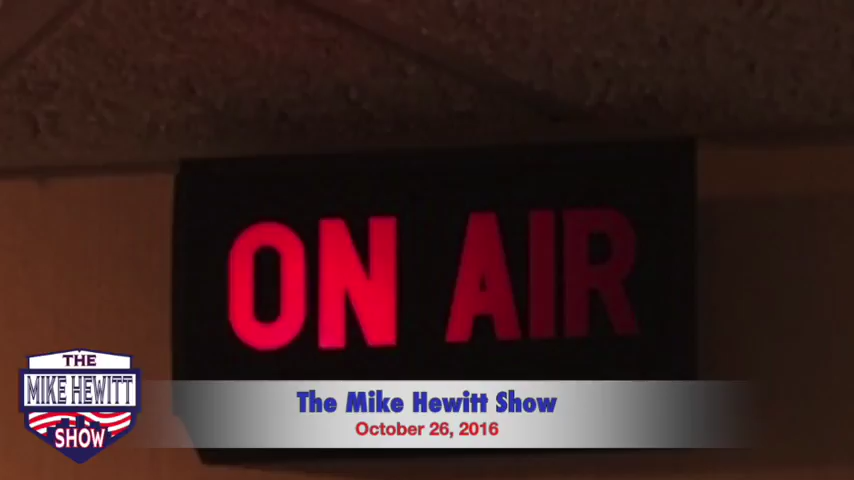 ON AIR
THE
MIKE HEWITT
SHOW
The Mike Hewitt Show
October 26, 2016